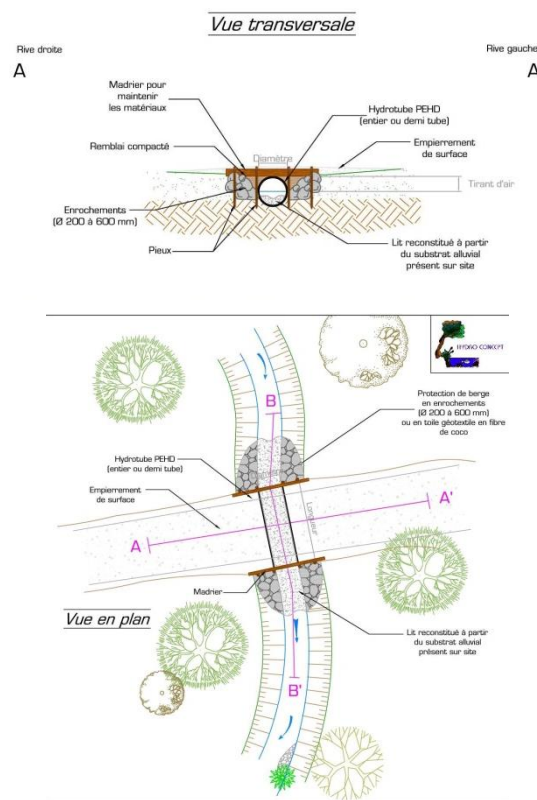 Vue transversale
Rive droite
Rive gauche
A
A'
Madrier pour
maintenir
les matériaux
Hydrotube PEHD
(entier ou demi tube)
Remblai compacté
Diamètre
Empierrement
de surface
Tirant d'air
Enrochements
(Ø 200 à 600 mm)
Pieux
Lit reconstitué à partir
du substrat alluvial
présent sur site
HYDRO CONCEPT
B
Protection de berge
en enrochements
(Ø 200 à 600 mm)
ou en toile géotextile en fibre
de coco
Hydrotube PEHD
(entier ou demi tube)
Empierrement
de surface
Longueur
A
A'
Madrier
Vue en plan
Lit reconstitué à partir
du substrat alluvial
présent sur site
B'